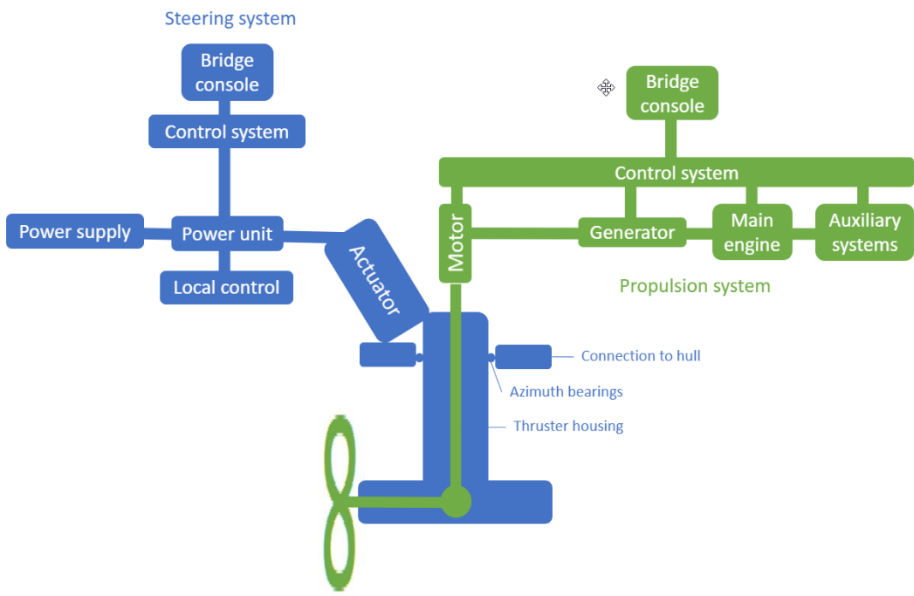 Steering system
Bridge
console
Control system
Power supply
Power unit
Local control
Actuator
Bridge
console
Control system
Motor
Generator
Main
engine
Auxiliary
systems
Propulsion system
Connection to hull
Azimuth bearings
Thruster housing